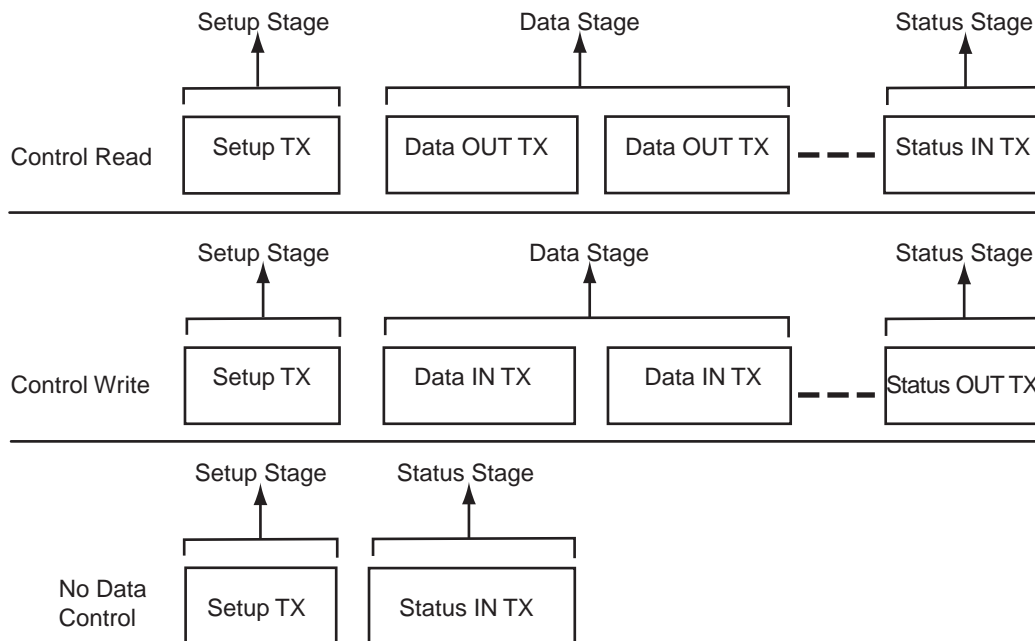 Setup Stage Data Stage Status Stage
Control Read Setup TX Data OUT TX Data OUT TX Status IN TX
Setup Stage Data Stage Status Stage
Control Write Setup TX Data IN TX Data IN TX Status OUT TX
Setup Stage Status Stage
No Data
Control
Setup TX Status IN TX